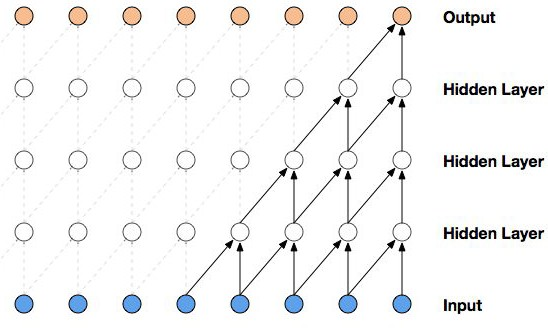 Output
Hidden Layer
Hidden Layer
Hidden Layer
Input